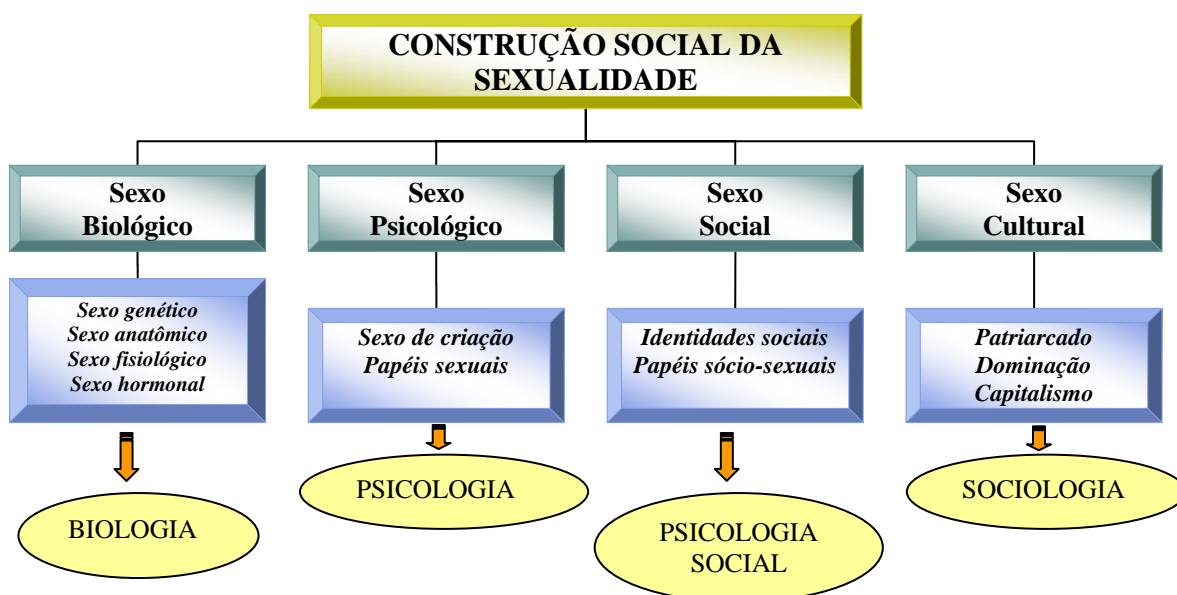 CONSTRUÇÃO SOCIAL DA
SEXUALIDADE
Sexo
Biológico
Sexo
Psicológico
Sexo
Social
Sexo
Cultural
Sexo genético
Sexo anatômico
Sexo fisiológico
Sexo hormonal
Sexo de criação
Papéis sexuais
Identidades sociais
Papéis sócio-sexuais
Patriarcado
Dominação
Capitalismo
BIOLOGIA
PSICOLOGIA
PSICOLOGIA
SOCIAL
SOCIOLOGIA